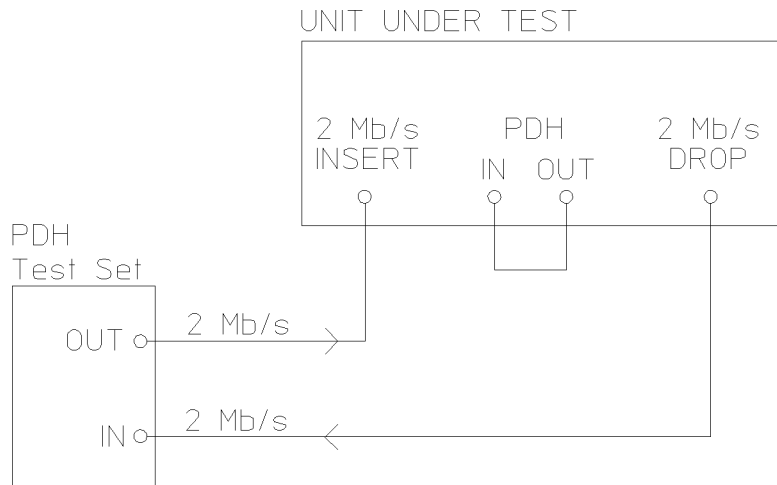 UNIT UNDER TEST
2 Mb/s
INSERT
PDH
IN OUT
2 Mb/s
DROP
PDH
Test Set
OUT
2 Mb/s
IN
2 Mb/s